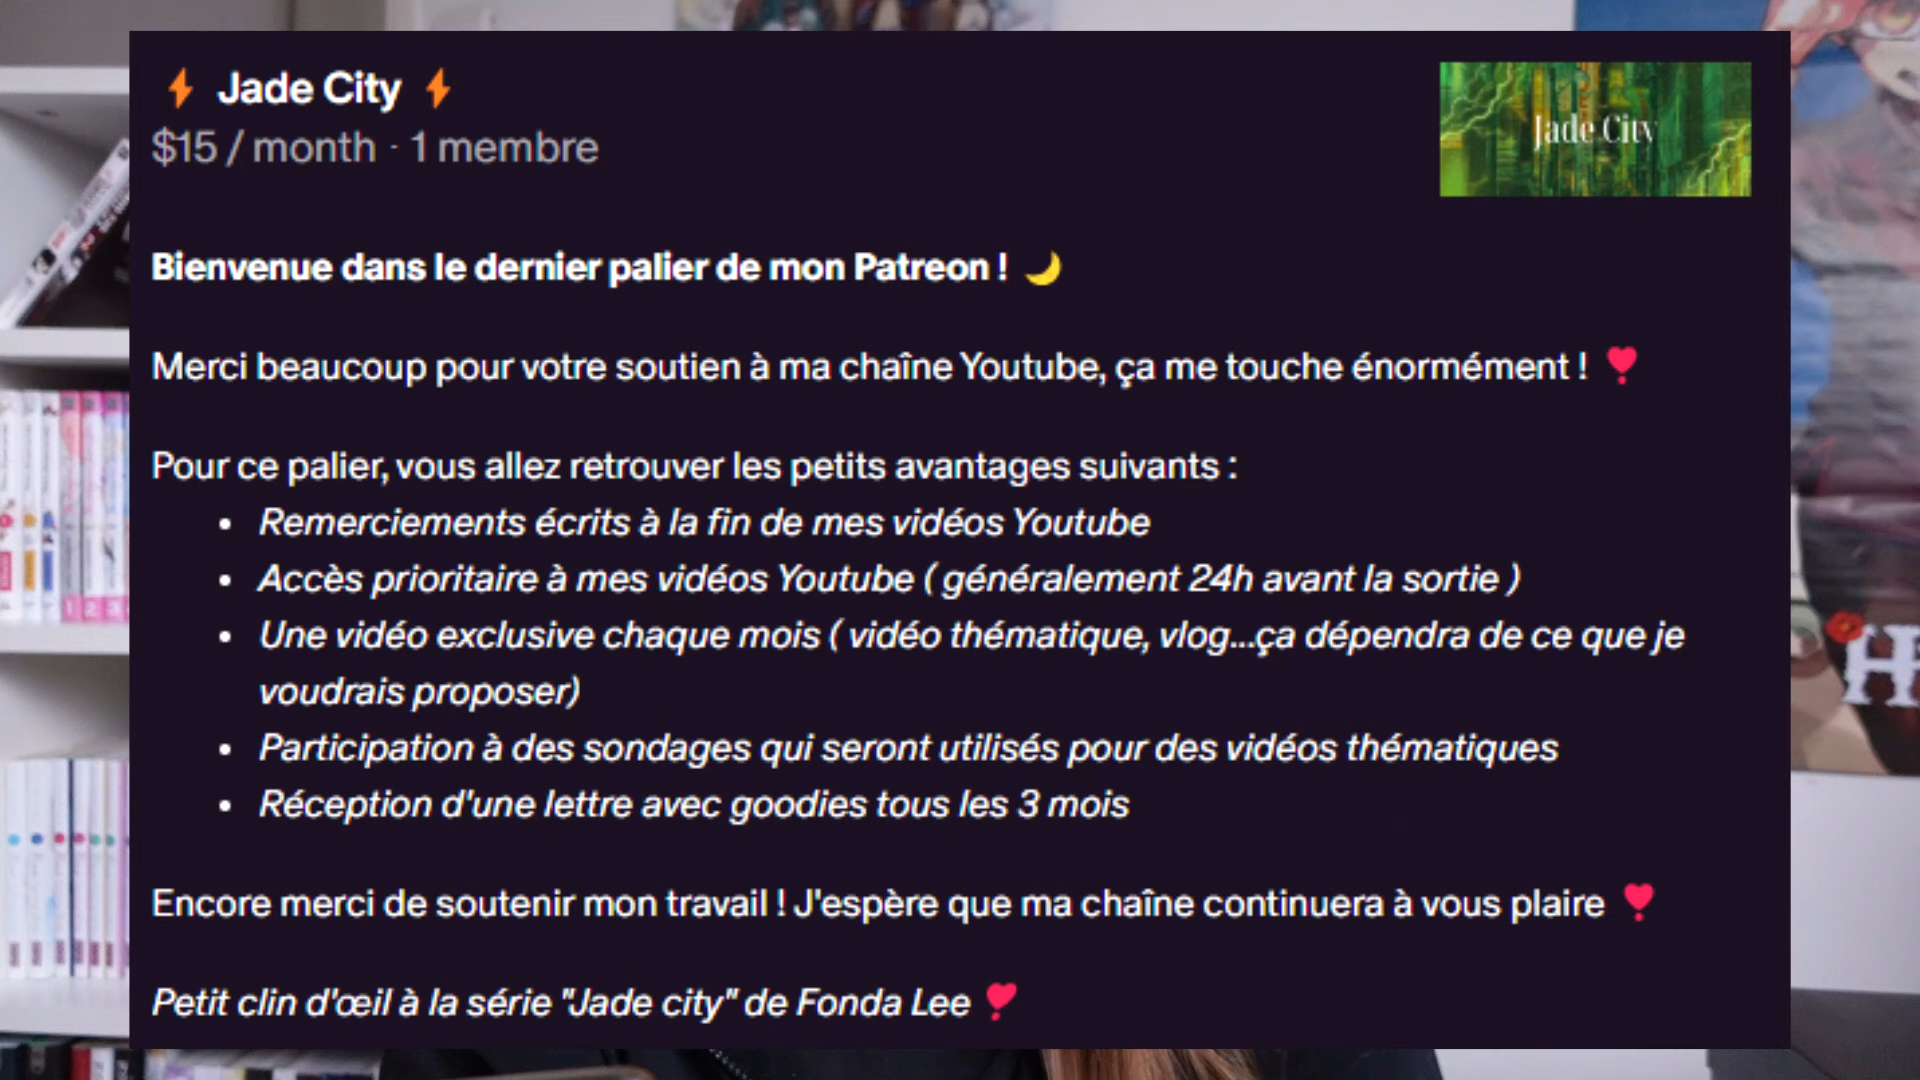 ⚡ Jade City ⚡
Jade City
$15 / month · 1 membre
Bienvenue dans le dernier palier de mon Patreon ! 🌙
Merci beaucoup pour votre soutien à ma chaîne Youtube, ça me touche énormément ! ❣
Pour ce palier, vous allez retrouver les petits avantages suivants :
• Remerciements écrits à la fin de mes vidéos Youtube
• Accès prioritaire à mes vidéos Youtube ( généralement 24h avant la sortie )
• Une vidéo exclusive chaque mois ( vidéo thématique, vlog...ça dépendra de ce que je
voudrais proposer)
• Participation à des sondages qui seront utilisés pour des vidéos thématiques
• Réception d'une lettre avec goodies tous les 3 mois
Encore merci de soutenir mon travail ! J'espère que ma chaîne continuera à vous plaire ❣
Petit clin d'œil à la série "Jade city" de Fonda Lee ❣